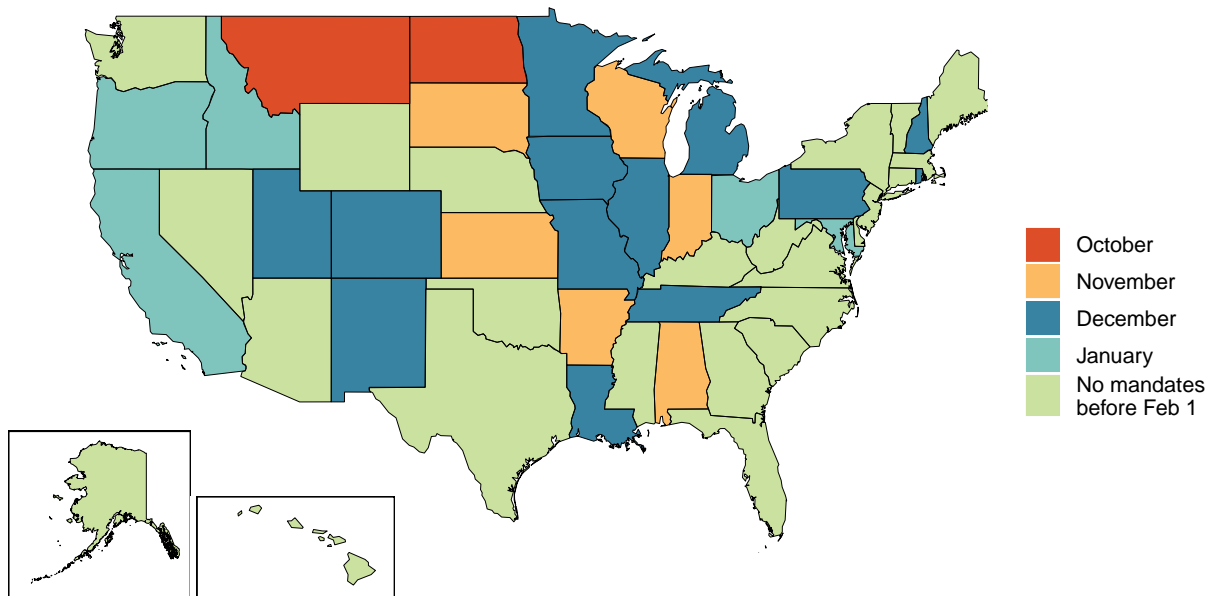 October
November
December
January
No mandates
before Feb 1